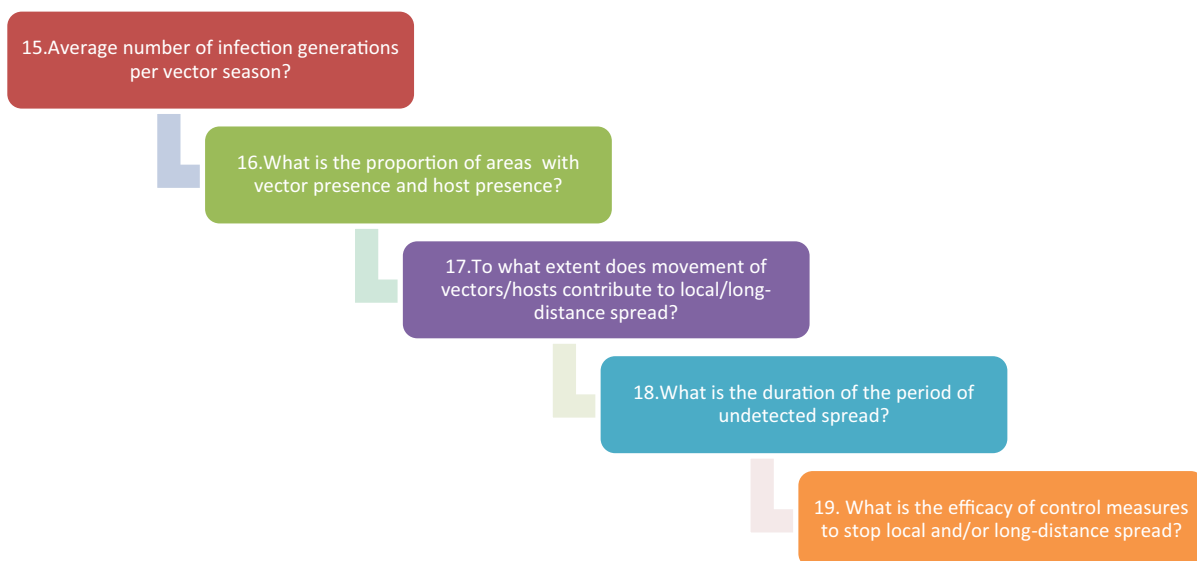 15.Average number of infection generations
per vector season?
16.What is the proportion of areas with
vector presence and host presence?
17.To what extent does movement of
vectors/hosts contribute to local/long-
distance spread?
18.What is the duration of the period of
undetected spread?
19. What is the efficacy of control measures
to stop local and/or long-distance spread?